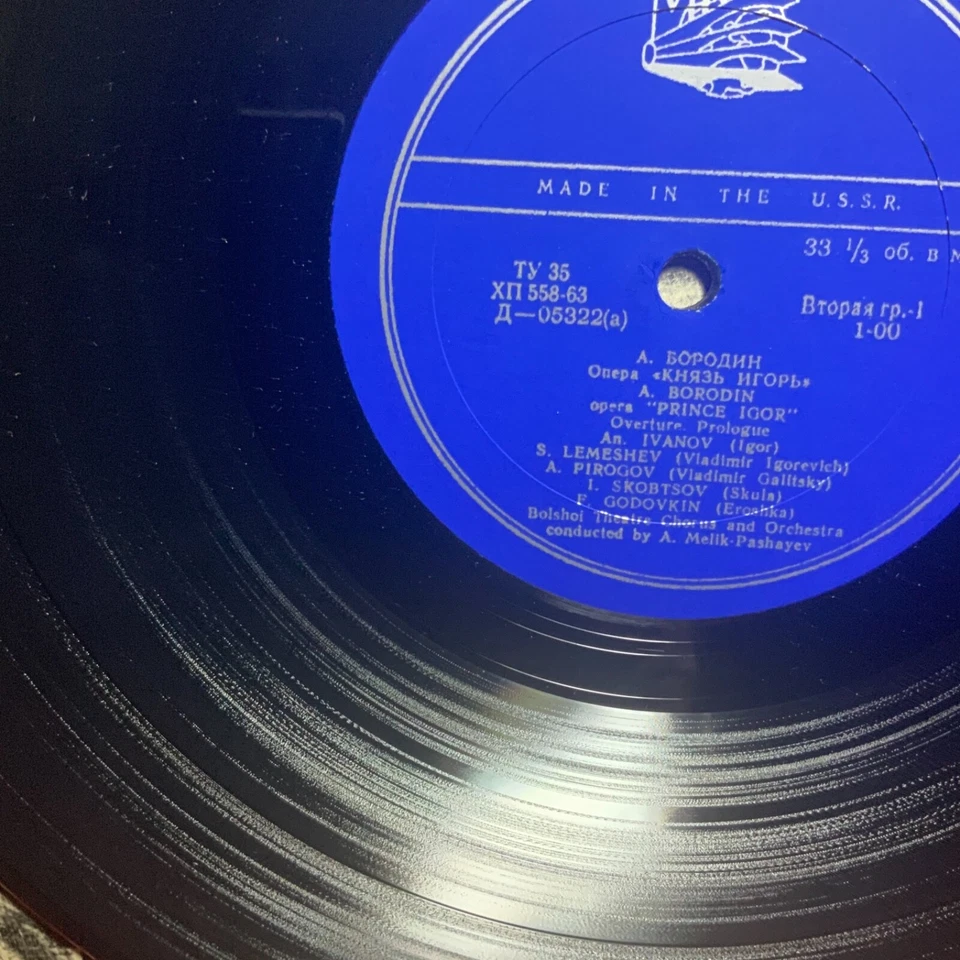 MADE IN THE U.S.S.R.
33 ⅓ об. в м
ТУ 35
ХП 558-63
Д—05322(а)
Вторая гр.-1
1-00
А. БОРОДИН
Опера «КНЯЗЬ ИГОРЬ»
A. BORODIN
opera "PRINCE IGOR"
Overture. Prologue
An. IVANOV (Igor)
S. LEMESHEV (Vladimir Igorevich)
A. PIROGOV (Vladimir Galitsky)
I. SKOBTSOV (Skula)
F. GODOVKIN (Eroshka)
Bolshoi Theatre Chorus and Orchestra
conducted by A. Melik-Pashayev